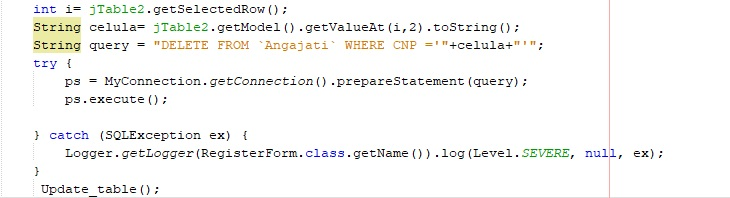 int i= jTable2.getSelectedRow();
String celula= jTable2.getModel().getValueAt(i,2).toString();
String query = "DELETE FROM `Angajati` WHERE CNP ='"+celula+"'";
try {
ps = MyConnection.getConnection().prepareStatement(query);
ps.execute();
} catch (SQLException ex) {
Logger.getLogger(RegisterForm.class.getName()).log(Level.SEVERE, null, ex);
}
Update_table();